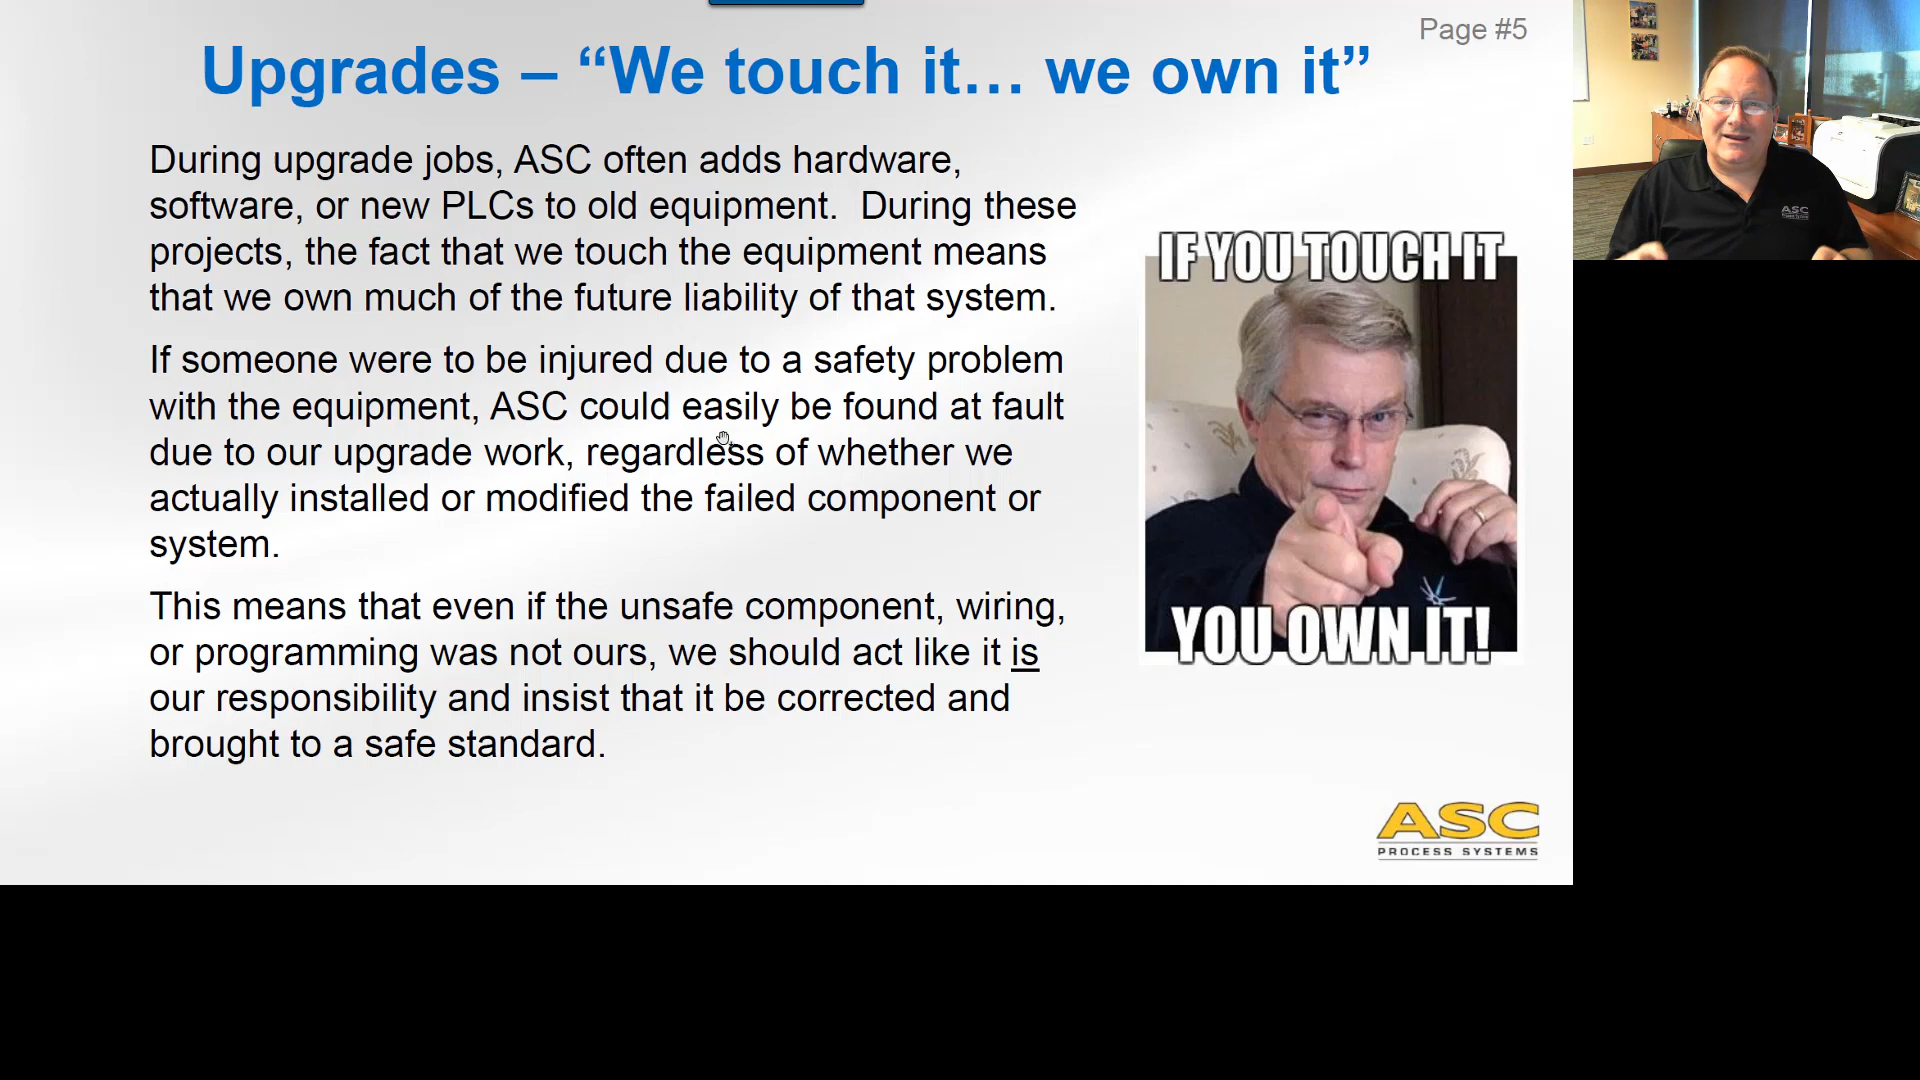 Page #5
Upgrades – “We touch it… we own it”
During upgrade jobs, ASC often adds hardware,
software, or new PLCs to old equipment.  During these
projects, the fact that we touch the equipment means
that we own much of the future liability of that system.
If someone were to be injured due to a safety problem
with the equipment, ASC could easily be found at fault
due to our upgrade work, regardless of whether we
actually installed or modified the failed component or
system.
This means that even if the unsafe component, wiring,
or programming was not ours, we should act like it is
our responsibility and insist that it be corrected and
brought to a safe standard.
IF YOU TOUCH IT
YOU OWN IT!
ASC
PROCESS SYSTEMS
ASC